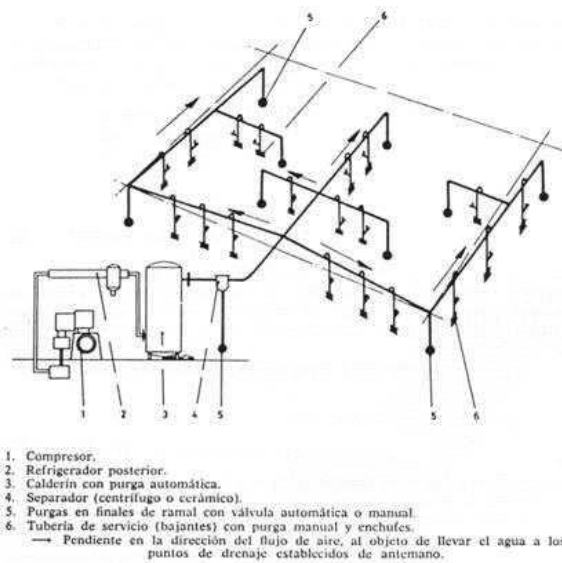 5
6
1
2
3
4
5
5
6
1. Compresor.
2. Refrigerador posterior.
3. Calderín con purga automática.
4. Separador (centrífugo o cerámico).
5. Purgas en finales de ramal con válvula automática o manual.
6. Tubería de servicio (bajantes) con purga manual y enchufes.
→ Pendiente en la dirección del flujo de aire, al objeto de llevar el agua a los
puntos de drenaje establecidos de antemano.